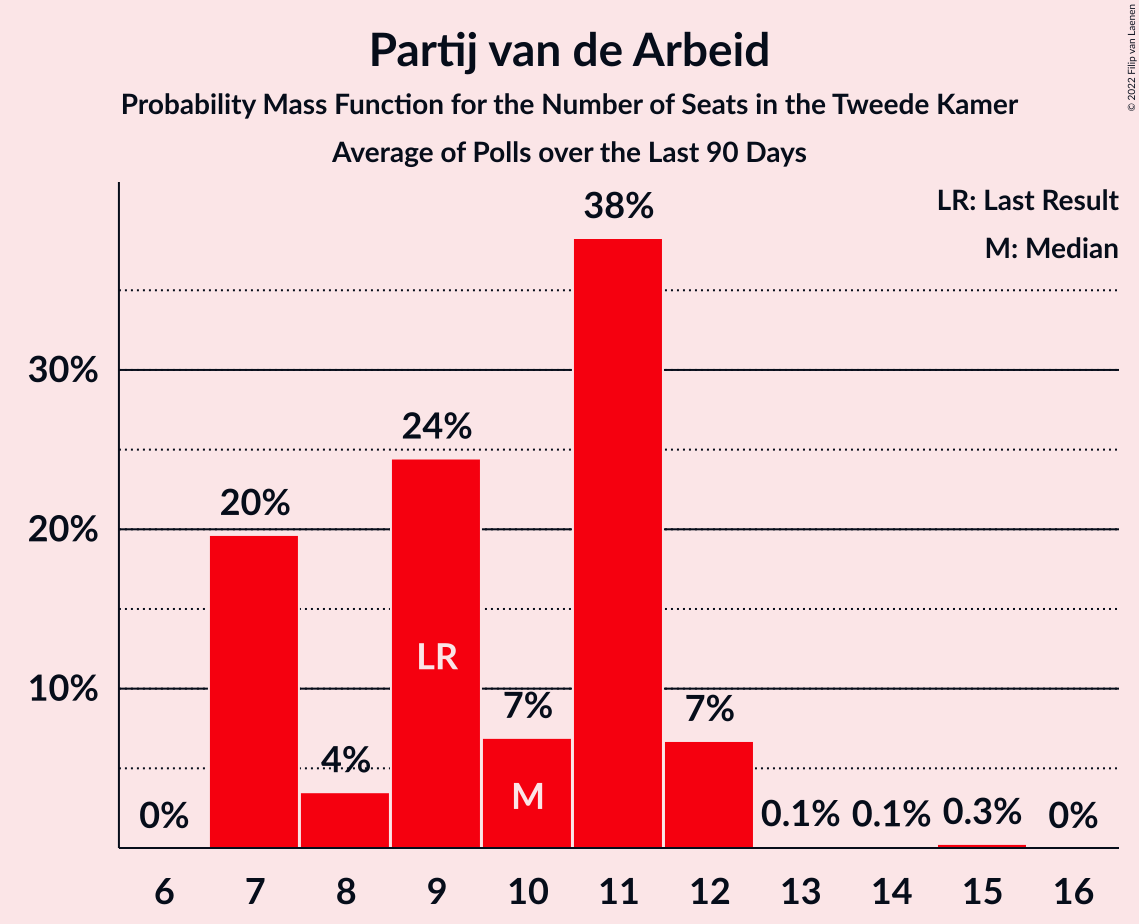 Partij van de Arbeid
Probability Mass Function for the Number of Seats in the Tweede Kamer
Average of Polls over the Last 90 Days
© 2022 Filip van Laenen
LR: Last Result
M: Median
38%
30%
24%
20%
20%
LR
10%
7%
7%
4%
M
0%
0.1%
0.1%
0.3%
0%
6 7 8 9 10 11 12 13 14 15 16